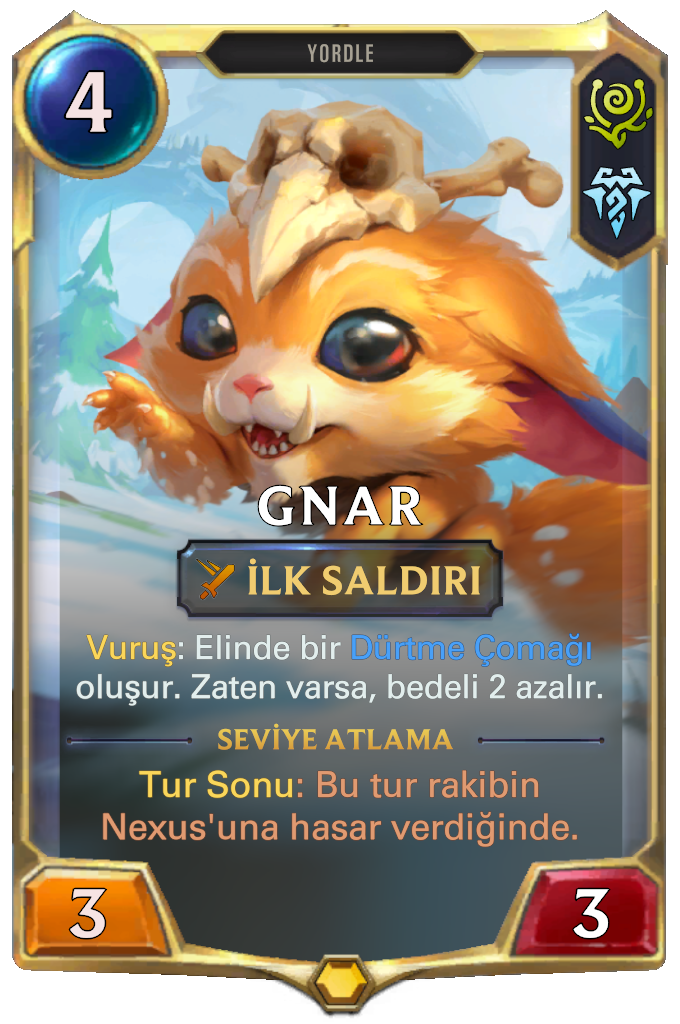 YORDLE
4
GNAR
İLK SALDIRI
Vuruş: Elinde bir Dürtme Çomağı
oluşur. Zaten varsa, bedeli 2 azalır.
SEVİYE ATLAMA
Tur Sonu: Bu tur rakibin
Nexus'una hasar verdiğinde.
3
3